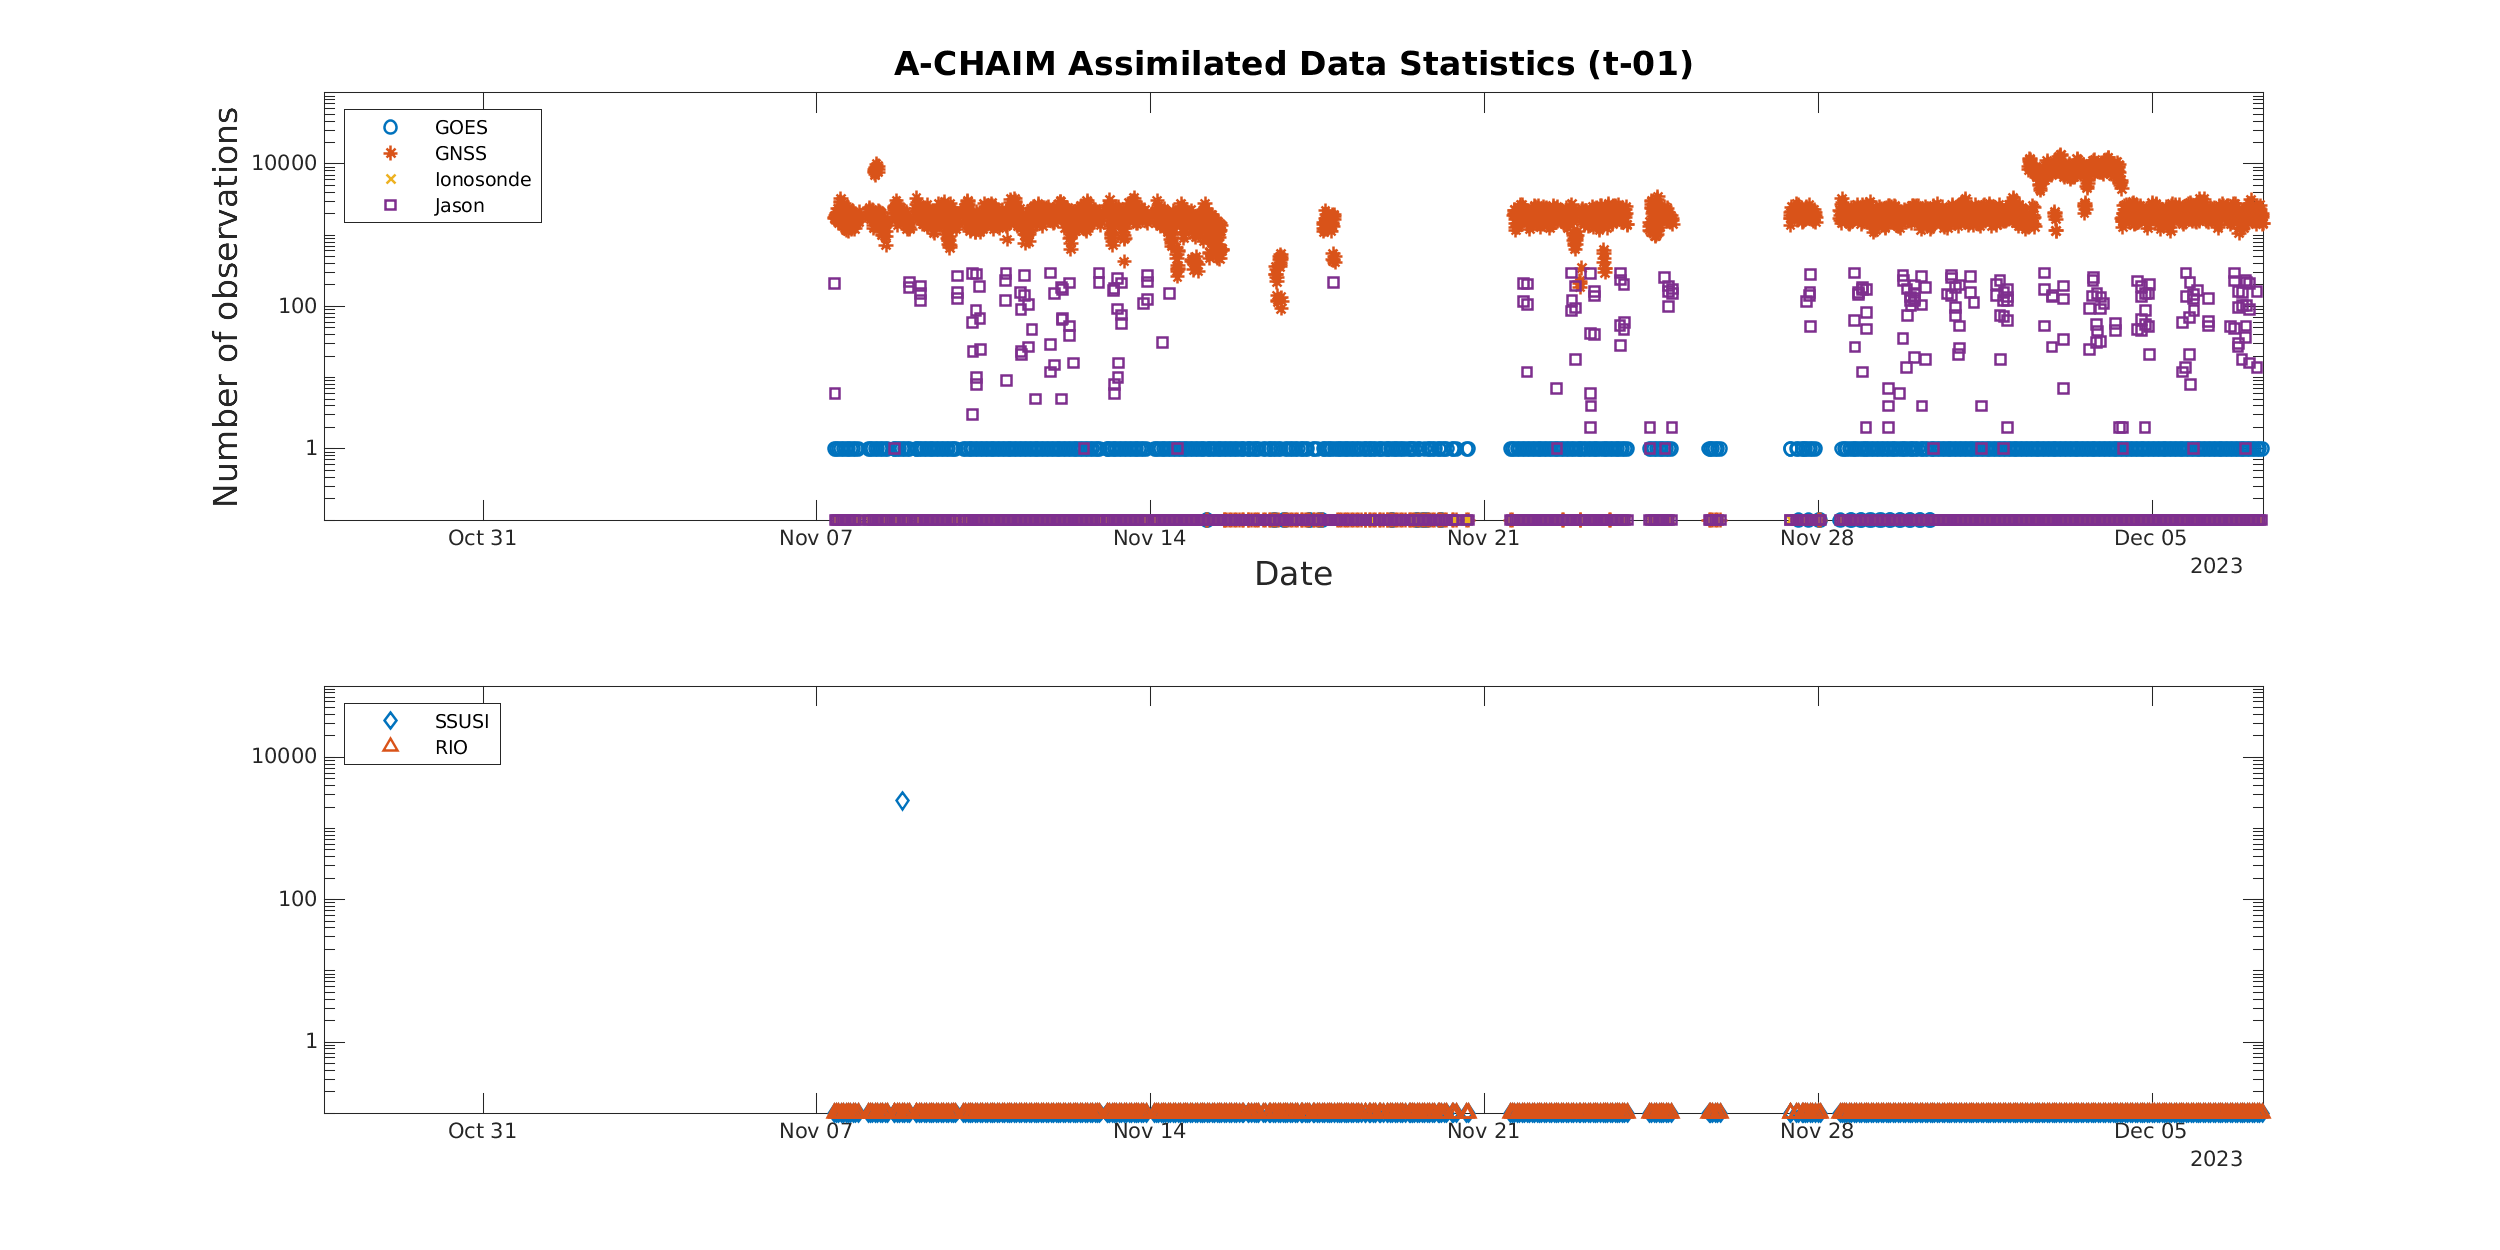 A-CHAIM Assimilated Data Statistics (t-01)
Number of observations
10000
100
1
GOES
GNSS
Ionosonde
Jason
Oct 31
Nov 07
Nov 14
Nov 21
Nov 28
Dec 05
2023
Date
10000
100
1
SSUSI
RIO
Oct 31
Nov 07
Nov 14
Nov 21
Nov 28
Dec 05
2023